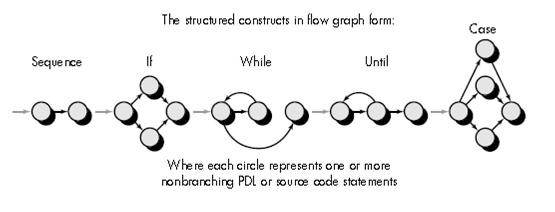 The structured constructs in flow graph form:
Case
Sequence
If
While
Until
Where each circle represents one or more
nonbranching PDL or source code statements